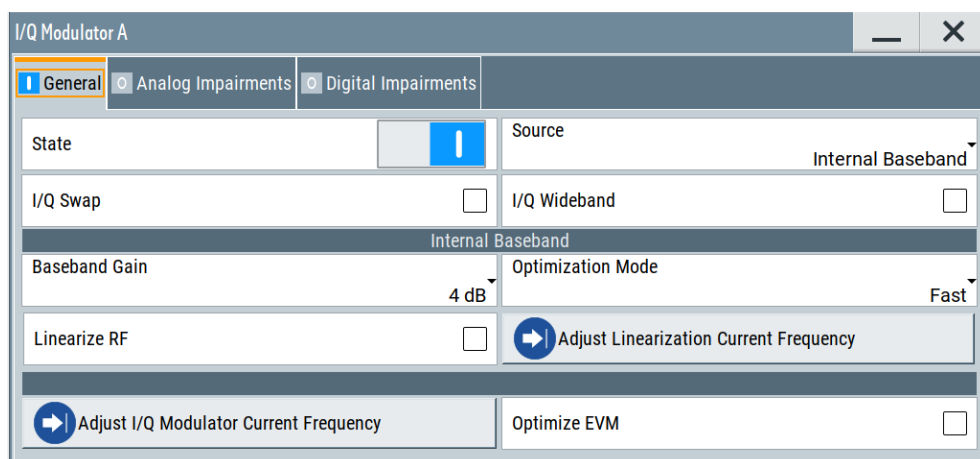 I/Q Modulator A
General
Analog Impairments
Digital Impairments
State
Source
Internal Baseband
I/Q Swap
I/Q Wideband
Internal Baseband
Baseband Gain
4 dB
Optimization Mode
Fast
Linearize RF
Adjust Linearization Current Frequency
Adjust I/Q Modulator Current Frequency
Optimize EVM